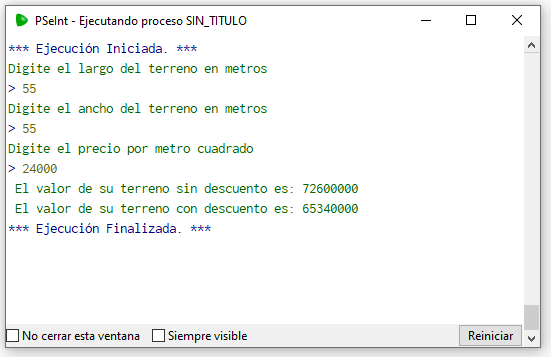 PSeInt - Ejecutando proceso SIN_TITULO
*** Ejecución Iniciada. ***
Digite el largo del terreno en metros
> 55
Digite el ancho del terreno en metros
> 55
Digite el precio por metro cuadrado
> 24000
El valor de su terreno sin descuento es: 72600000
El valor de su terreno con descuento es: 65340000
*** Ejecución Finalizada. ***
No cerrar esta ventana Siempre visible Reiniciar